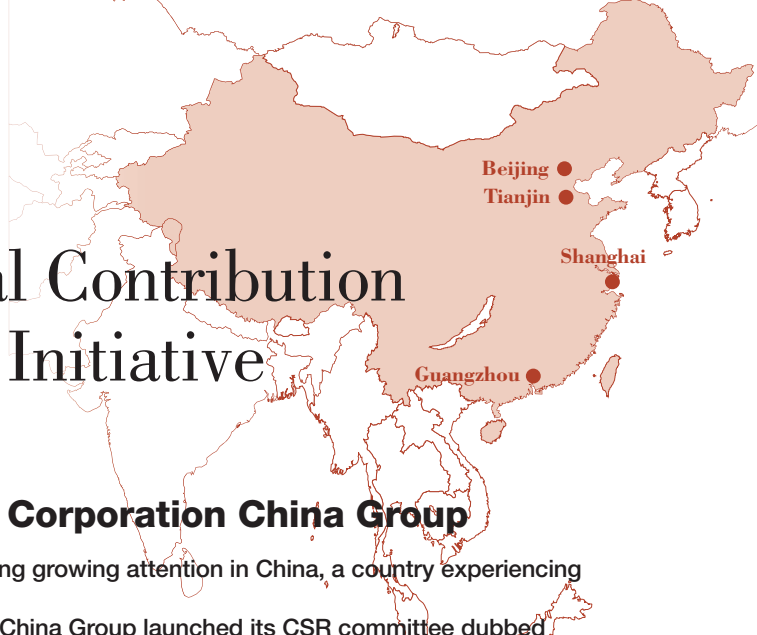 Beijing
Tianjin
Shanghai
al Contribution
Initiative
Guangzhou
Corporation China Group
ng growing attention in China, a country experiencing
China Group launched its CSR committee dubbed